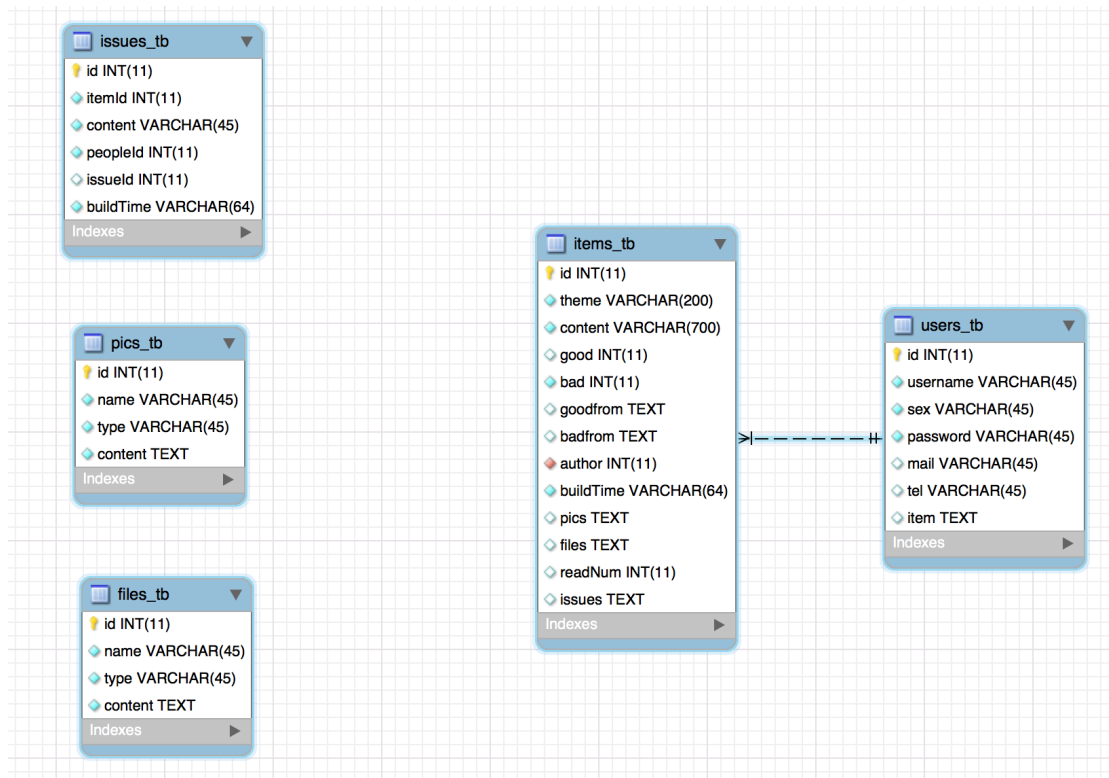 issues_tb
id INT(11)
itemId INT(11)
content VARCHAR(45)
peopleId INT(11)
issueId INT(11)
buildTime VARCHAR(64)
Indexes
pics_tb
id INT(11)
name VARCHAR(45)
type VARCHAR(45)
content TEXT
Indexes
files_tb
id INT(11)
name VARCHAR(45)
type VARCHAR(45)
content TEXT
Indexes
items_tb
id INT(11)
theme VARCHAR(200)
content VARCHAR(700)
good INT(11)
bad INT(11)
goodfrom TEXT
badfrom TEXT
author INT(11)
buildTime VARCHAR(64)
pics TEXT
files TEXT
readNum INT(11)
issues TEXT
Indexes
users_tb
id INT(11)
username VARCHAR(45)
sex VARCHAR(45)
password VARCHAR(45)
mail VARCHAR(45)
tel VARCHAR(45)
item TEXT
Indexes